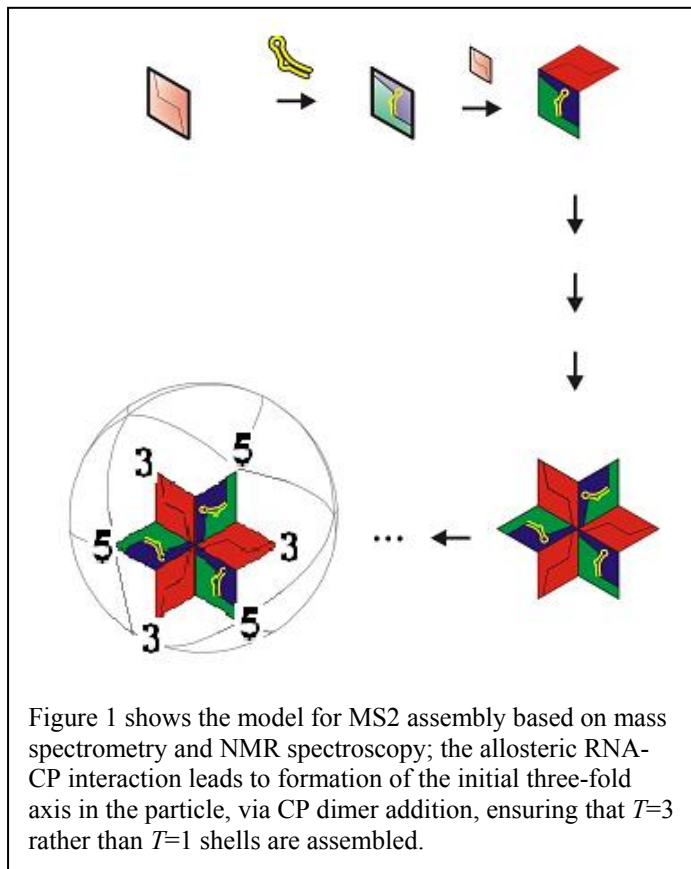 5
3
5
3
3
5
...
Figure 1 shows the model for MS2 assembly based on mass
spectrometry and NMR spectroscopy; the allosteric RNA-
CP interaction leads to formation of the initial three-fold
axis in the particle, via CP dimer addition, ensuring that T=3
rather than T=1 shells are assembled.